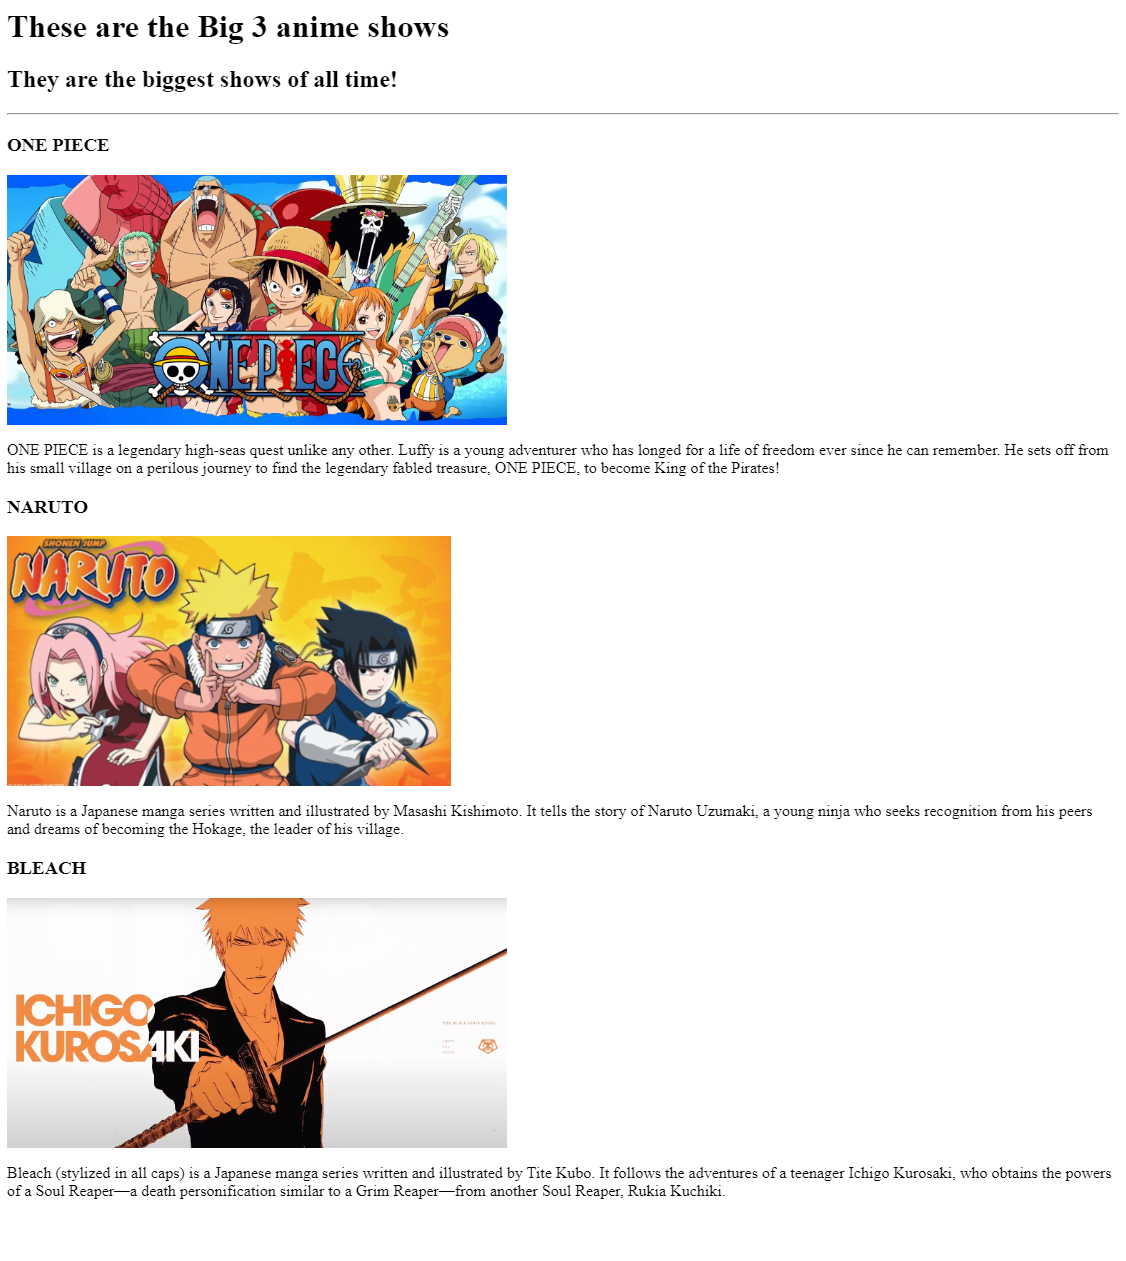 These are the Big 3 anime shows
They are the biggest shows of all time!
ONE PIECE
ONE PIECE
ONE PIECE is a legendary high-seas quest unlike any other. Luffy is a young adventurer who has longed for a life of freedom ever since he can remember. He sets off from
his small village on a perilous journey to find the legendary fabled treasure, ONE PIECE, to become King of the Pirates!
NARUTO
SHONEN JUMP
NARUTO
Naruto is a Japanese manga series written and illustrated by Masashi Kishimoto. It tells the story of Naruto Uzumaki, a young ninja who seeks recognition from his peers
and dreams of becoming the Hokage, the leader of his village.
BLEACH
ICHIGO
KUROSAKI
Bleach (stylized in all caps) is a Japanese manga series written and illustrated by Tite Kubo. It follows the adventures of a teenager Ichigo Kurosaki, who obtains the powers
of a Soul Reaper—a death personification similar to a Grim Reaper—from another Soul Reaper, Rukia Kuchiki.